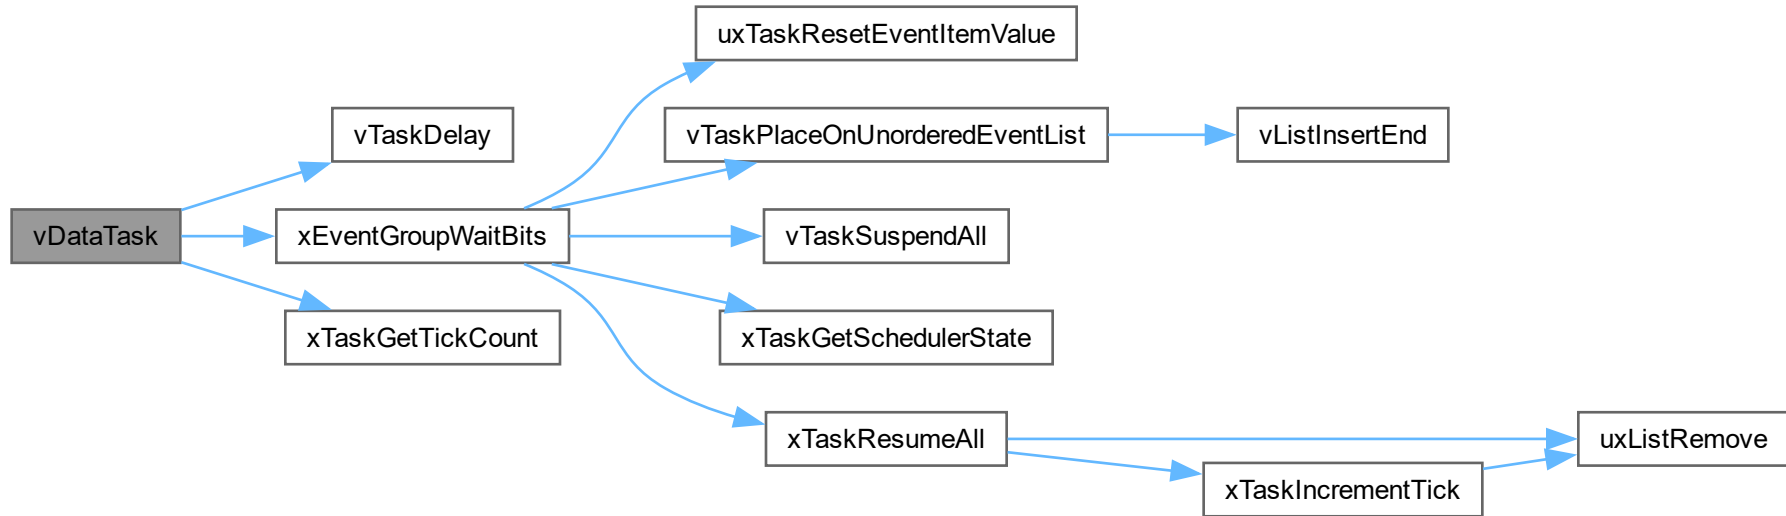 uxTaskResetEventItemValue
vTaskDelay
vTaskPlaceOnUnorderedEventList
vListInsertEnd
vDataTask
xEventGroupWaitBits
vTaskSuspendAll
xTaskGetTickCount
xTaskGetSchedulerState
xTaskResumeAll
uxListRemove
xTaskIncrementTick